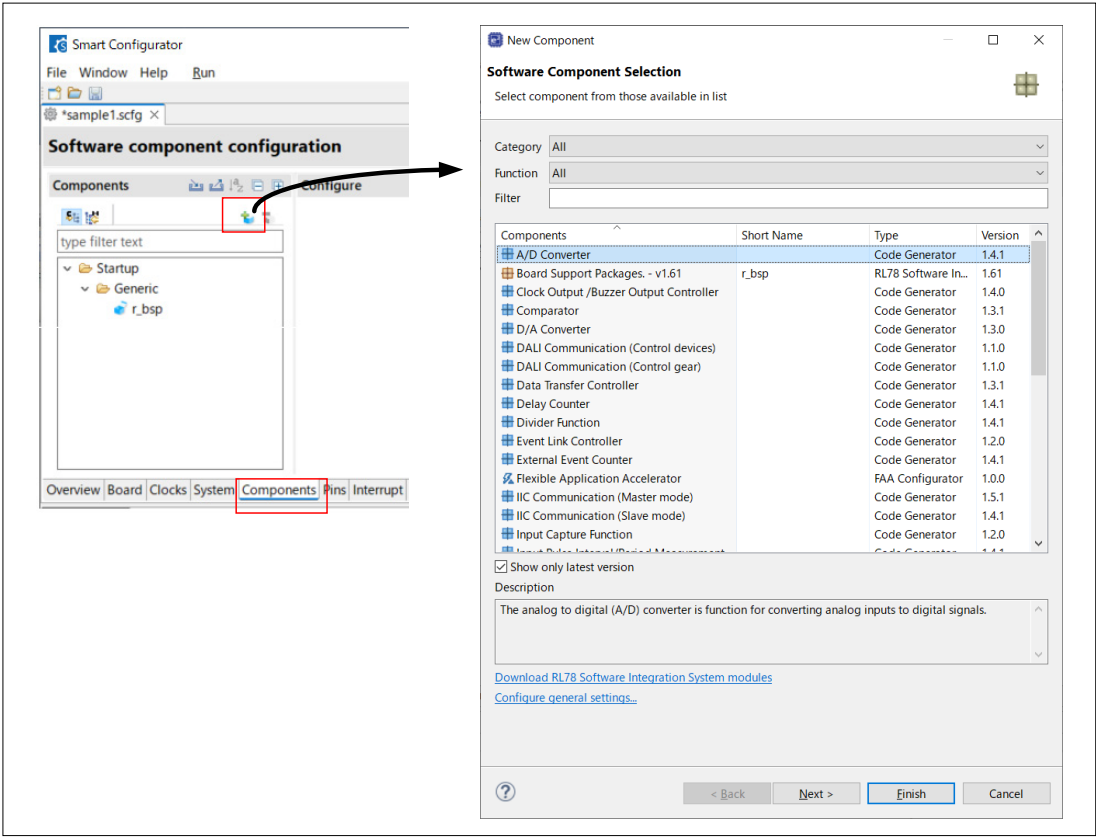 Smart Configurator
File Window Help Run
*sample1.scfg
Software component configuration
Components
Configure
type filter text
Startup
Generic
r_bsp
Overview Board Clocks System Components Pins Interrupt
New Component
Software Component Selection
Select component from those available in list
Category All
Function All
Filter
Components Short Name Type Version
A/D Converter Code Generator 1.4.1
Board Support Packages. - v1.61 r_bsp RL78 Software In... 1.61
Clock Output /Buzzer Output Controller Code Generator 1.4.0
Comparator Code Generator 1.3.1
D/A Converter Code Generator 1.3.0
DALI Communication (Control devices) Code Generator 1.1.0
DALI Communication (Control gear) Code Generator 1.1.0
Data Transfer Controller Code Generator 1.3.1
Delay Counter Code Generator 1.4.1
Divider Function Code Generator 1.4.1
Event Link Controller Code Generator 1.2.0
External Event Counter Code Generator 1.4.1
Flexible Application Accelerator FAA Configurator 1.0.0
IIC Communication (Master mode) Code Generator 1.5.1
IIC Communication (Slave mode) Code Generator 1.4.1
Input Capture Function Code Generator 1.2.0
Input Pulse Interval/Period Measurement Code Generator 1.4.1
Show only latest version
Description
The analog to digital (A/D) converter is function for converting analog inputs to digital signals.
Download RL78 Software Integration System modules
Configure general settings...
< Back Next > Finish Cancel